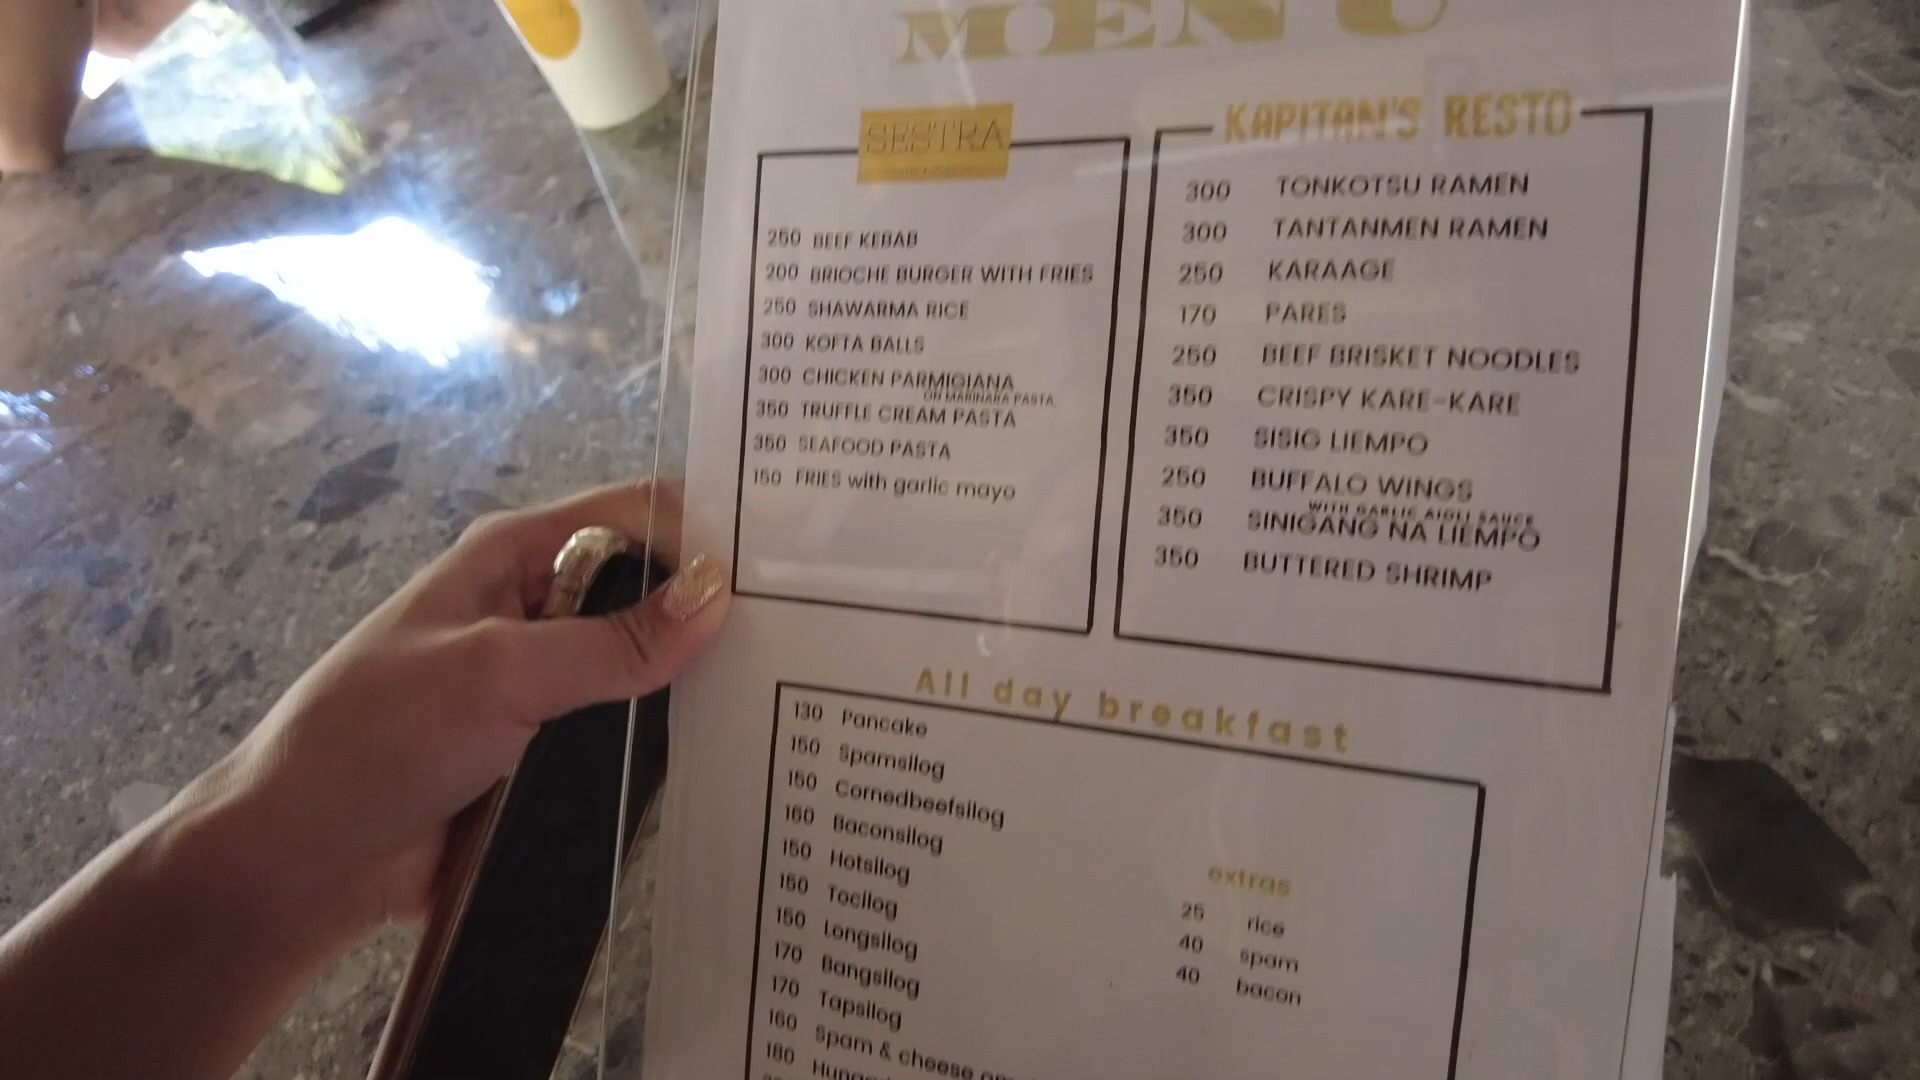 MENU
SESTRA
250 BEEF KEBAB
200 BRIOCHE BURGER WITH FRIES
250 SHAWARMA RICE
300 KOFTA BALLS
300 CHICKEN PARMIGIANA
ON MARINARA PASTA
350 TRUFFLE CREAM PASTA
350 SEAFOOD PASTA
150 FRIES with garlic mayo
KAPITAN'S RESTO
300 TONKOTSU RAMEN
300 TANTANMEN RAMEN
250 KARAAGE
170 PARES
250 BEEF BRISKET NOODLES
350 CRISPY KARE-KARE
350 SISIG LIEMPO
250 BUFFALO WINGS
WITH GARLIC AIOLI SAUCE
350 SINIGANG NA LIEMPO
350 BUTTERED SHRIMP
All day breakfast
130 Pancake
150 Spamsilog
150 Cornedbeefsilog
160 Baconsilog
150 Hotsilog
150 Tocilog
150 Longsilog
170 Bangsilog
170 Tapsilog
160 Spam & cheese
180
extras
25 rice
40 spam
40 bacon